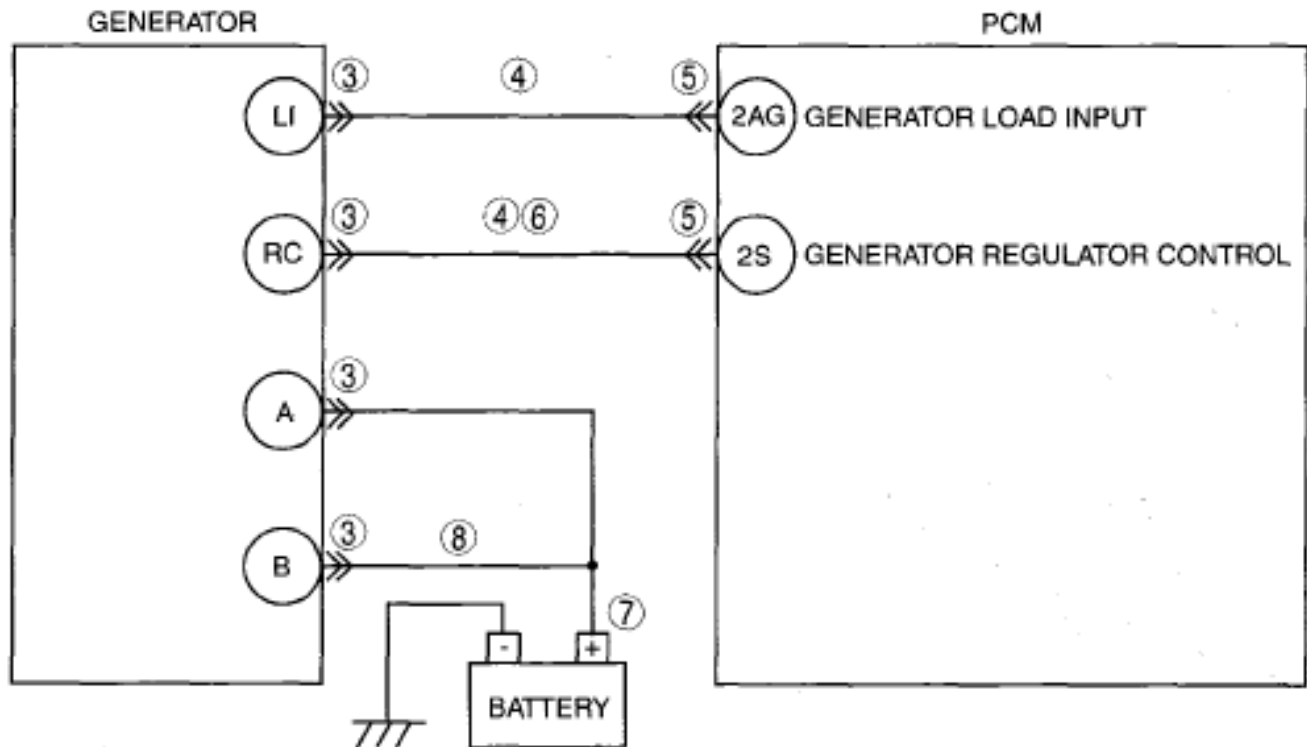 GENERATOR
PCM
③ ④ ⑤
LI 2AG GENERATOR LOAD INPUT
③ ④⑥ ⑤
RC 2S GENERATOR REGULATOR CONTROL
③
A
③ ⑧
B
⑦
- +
BATTERY